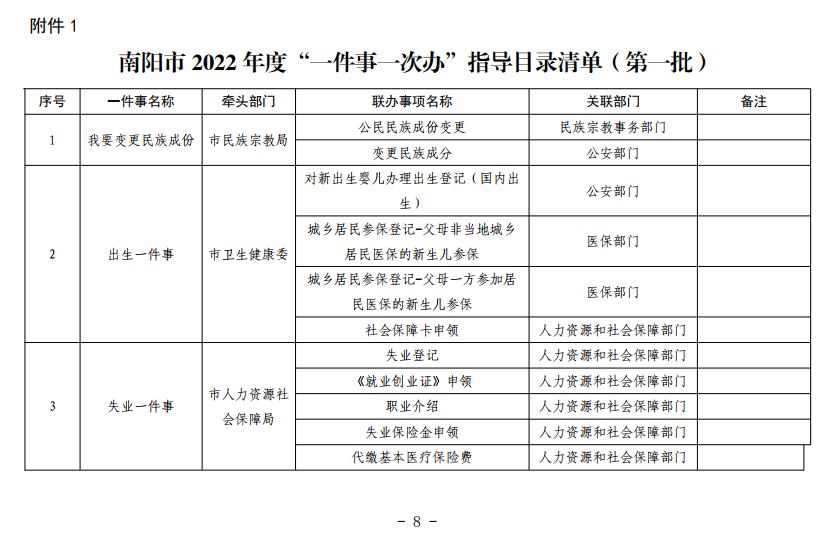 附件 1
南阳市 2022 年度“一件事一次办”指导目录清单（第一批）
序号 一件事名称 牵头部门 联办事项名称 关联部门 备注
1 我要变更民族成份 市民族宗教局 公民民族成份变更 民族宗教事务部门
变更民族成分 公安部门
2 出生一件事 市卫生健康委 对新出生婴儿办理出生登记（国内出
生） 公安部门
城乡居民参保登记-父母非当地城乡
居民医保的新生儿参保 医保部门
城乡居民参保登记-父母一方参加居
民医保的新生儿参保 医保部门
社会保障卡申领 人力资源和社会保障部门
3 失业一件事 市人力资源社
会保障局 失业登记 人力资源和社会保障部门
《就业创业证》申领 人力资源和社会保障部门
职业介绍 人力资源和社会保障部门
失业保险金申领 人力资源和社会保障部门
代缴基本医疗保险费 人力资源和社会保障部门
- 8 -